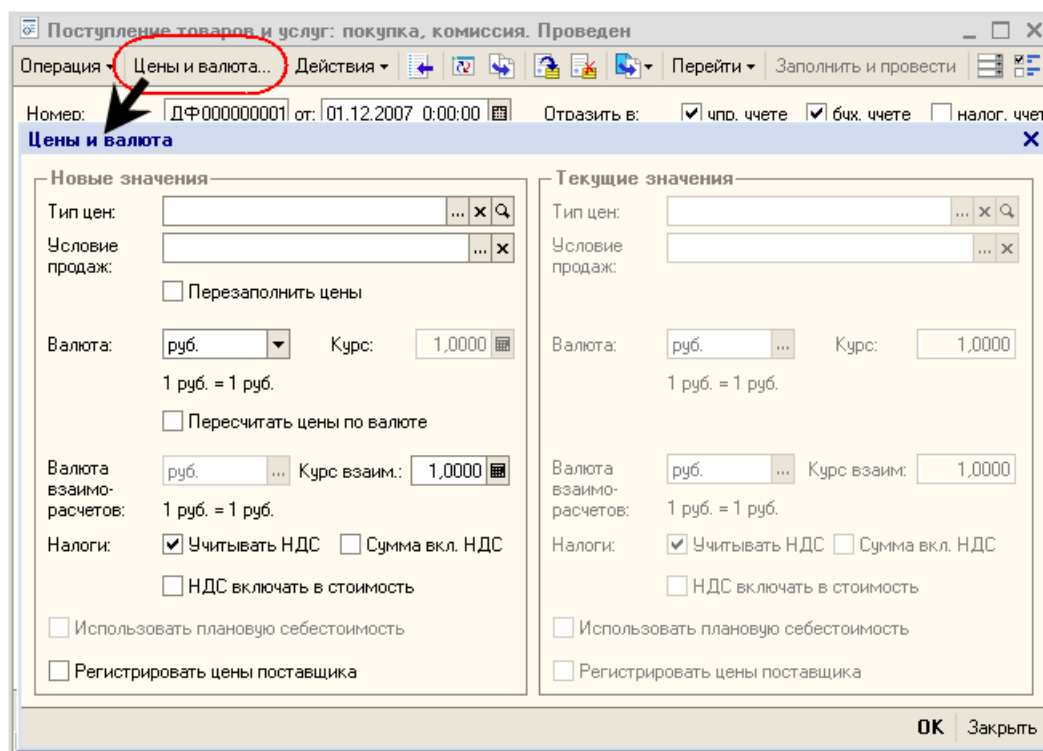 Поступление товаров и услуг: покупка, комиссия. Проведен
Операция Цены и валюта... Действия Перейти Заполнить и провести
Номер: ДФ000000001 от: 01.12.2007 0:00:00 Отразить в: упр. учете бух. учете налог. учет
Цены и валюта
Новые значения
Тип цен:
Условие
продаж:
Перезаполнить цены
Валюта: руб. Курс: 1,0000
1 руб. = 1 руб.
Пересчитать цены по валюте
Валюта
взаимо-
расчетов:
руб. Курс взаим.: 1,0000
1 руб. = 1 руб.
Налоги: Учитывать НДС Сумма вкл. НДС
НДС включать в стоимость
Использовать плановую себестоимость
Регистрировать цены поставщика
Текущие значения
Тип цен:
Условие
продаж:
Валюта: руб. Курс: 1,0000
1 руб. = 1 руб.
Валюта
взаимо-
расчетов:
руб. Курс взаим: 1,0000
1 руб. = 1 руб.
Налоги: Учитывать НДС Сумма вкл. НДС
НДС включать в стоимость
Использовать плановую себестоимость
Регистрировать цены поставщика
OK Закрыть